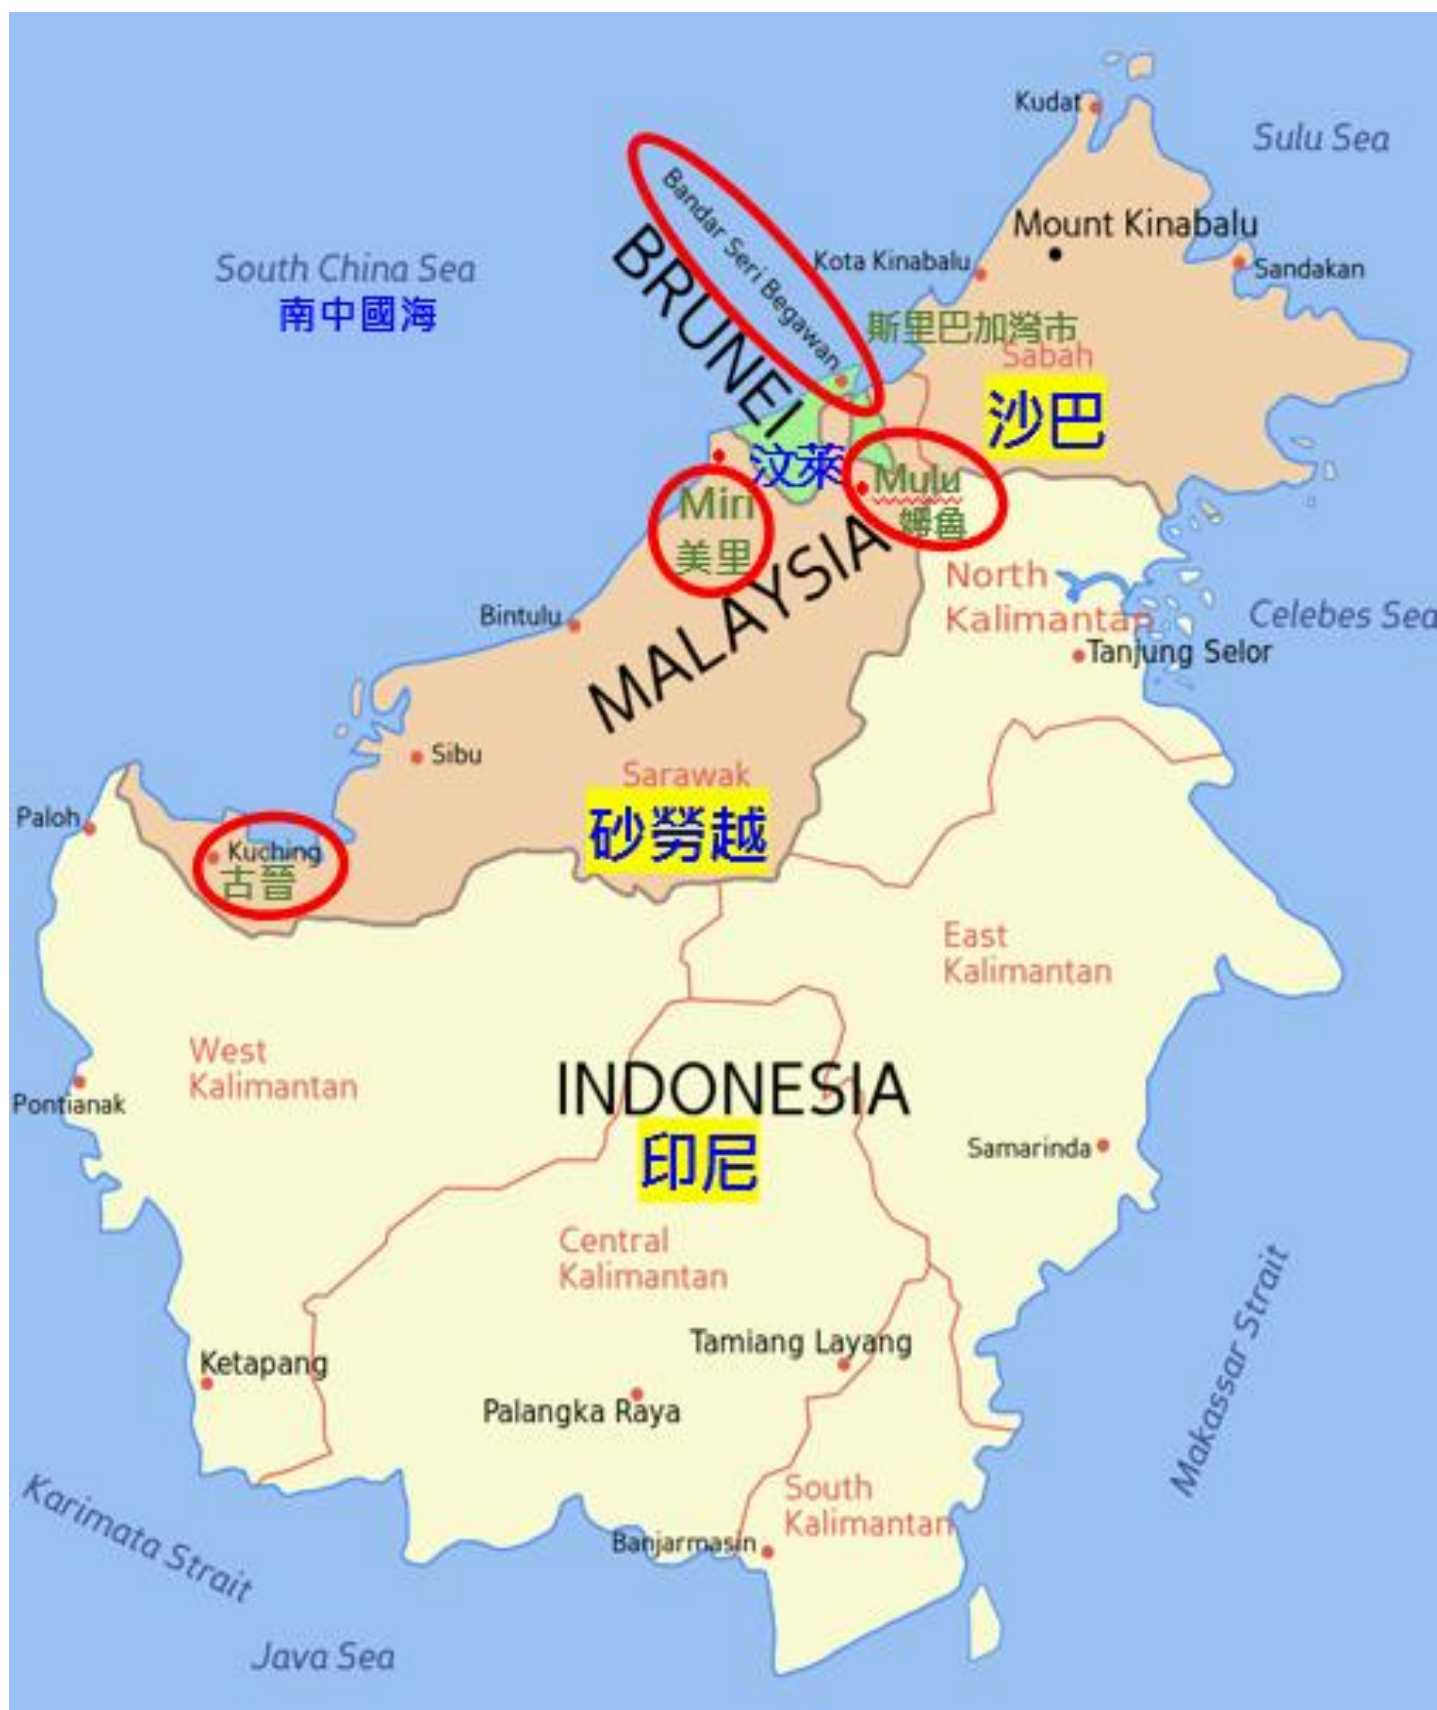 Kudat
Sulu Sea
Bandar Seri Begawan
Mount Kinabalu
BRUNEI
South China Sea
南中國海
Kota Kinabalu
Sandakan
斯里巴加灣市
Sabah
沙巴
汶萊
Mulu
Miri
美里
MALAYSIA
North
Kalimantan
Bintulu
Celebes Sea
Tanjung Selor
Sibu
Sarawak
砂勞越
Paloh
Kuching
古晉
East
Kalimantan
West
Kalimantan
INDONESIA
Pontianak
印尼
Samarinda
Central
Kalimantan
Makassar Strait
Tamiang Layang
Ketapang
Palangka Raya
South
Kalimantan
Karimata Strait
Banjarmasin
Java Sea